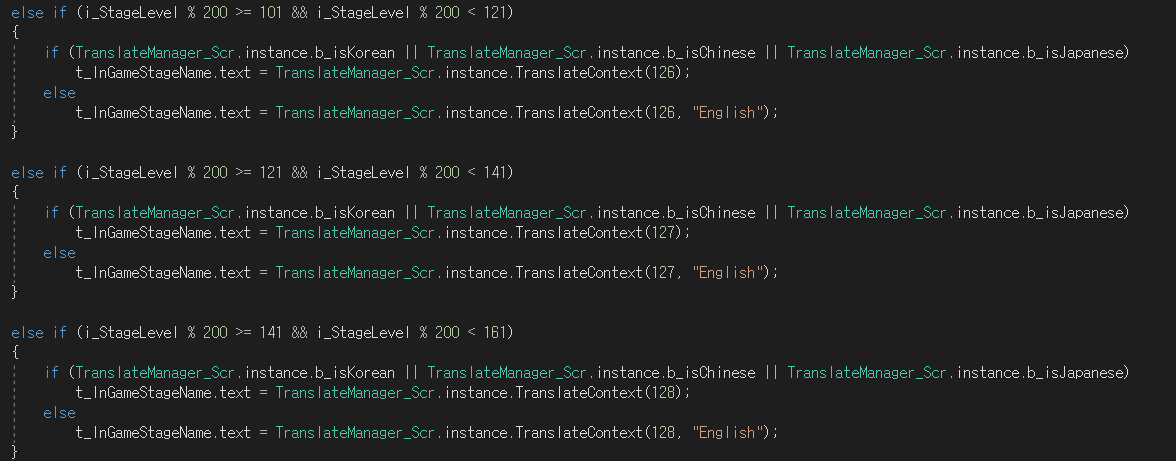 else if (i_StageLevel % 200 >= 101 && i_StageLevel % 200 < 121)
{
if (TranslateManager_Scr.instance.b_isKorean || TranslateManager_Scr.instance.b_isChinese || TranslateManager_Scr.instance.b_isJapanese)
t_InGameStageName.text = TranslateManager_Scr.instance.TranslateContext(126);
else
t_InGameStageName.text = TranslateManager_Scr.instance.TranslateContext(126, "English");
}
else if (i_StageLevel % 200 >= 121 && i_StageLevel % 200 < 141)
{
if (TranslateManager_Scr.instance.b_isKorean || TranslateManager_Scr.instance.b_isChinese || TranslateManager_Scr.instance.b_isJapanese)
t_InGameStageName.text = TranslateManager_Scr.instance.TranslateContext(127);
else
t_InGameStageName.text = TranslateManager_Scr.instance.TranslateContext(127, "English");
}
else if (i_StageLevel % 200 >= 141 && i_StageLevel % 200 < 161)
{
if (TranslateManager_Scr.instance.b_isKorean || TranslateManager_Scr.instance.b_isChinese || TranslateManager_Scr.instance.b_isJapanese)
t_InGameStageName.text = TranslateManager_Scr.instance.TranslateContext(128);
else
t_InGameStageName.text = TranslateManager_Scr.instance.TranslateContext(128, "English");
}